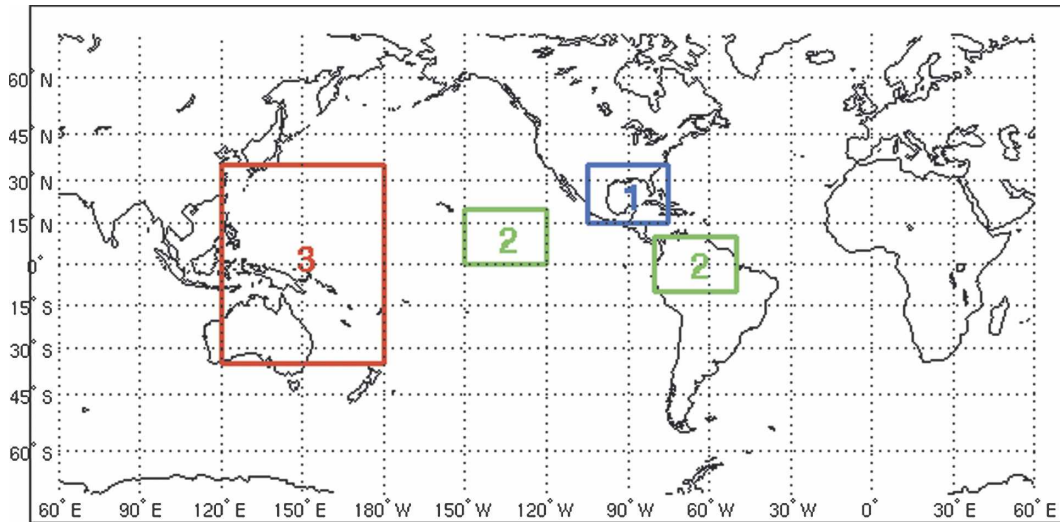 60° N
45° N
30° N
15° N
0°
15° S
30° S
45° S
60° S
1
2
3
2
60° E
90° E
120° E
150° E
180° W
150° W
120° W
90° W
60° W
30° W
0°
30° E
60° E